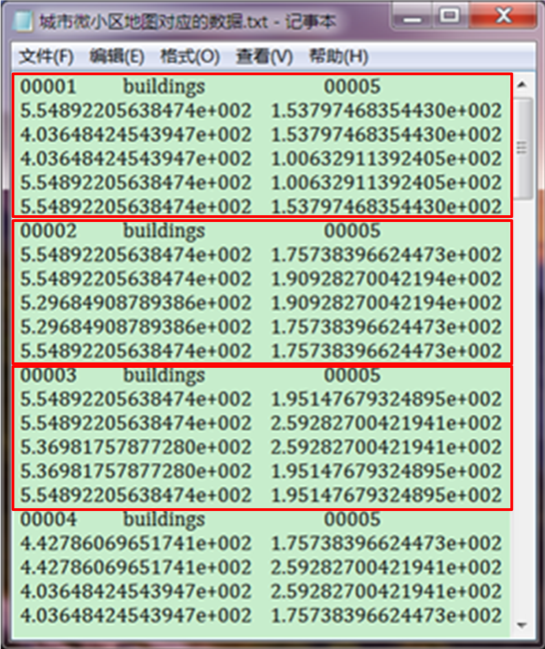 城市微小区地图对应的数据.txt - 记事本
文件(F) 编辑(E) 格式(O) 查看(V) 帮助(H)
00001 buildings 00005
5.54892205638474e+002 1.53797468354430e+002
4.03648424543947e+002 1.53797468354430e+002
4.03648424543947e+002 1.00632911392405e+002
5.54892205638474e+002 1.00632911392405e+002
5.54892205638474e+002 1.53797468354430e+002
00002 buildings 00005
5.54892205638474e+002 1.75738396624473e+002
5.54892205638474e+002 1.90928270042194e+002
5.29684908789386e+002 1.90928270042194e+002
5.29684908789386e+002 1.75738396624473e+002
5.54892205638474e+002 1.75738396624473e+002
00003 buildings 00005
5.54892205638474e+002 1.95147679324895e+002
5.54892205638474e+002 2.59282700421941e+002
5.36981757877280e+002 2.59282700421941e+002
5.36981757877280e+002 1.95147679324895e+002
5.54892205638474e+002 1.95147679324895e+002
00004 buildings 00005
4.42786069651741e+002 1.75738396624473e+002
4.42786069651741e+002 2.59282700421941e+002
4.03648424543947e+002 2.59282700421941e+002
4.03648424543947e+002 1.75738396624473e+002